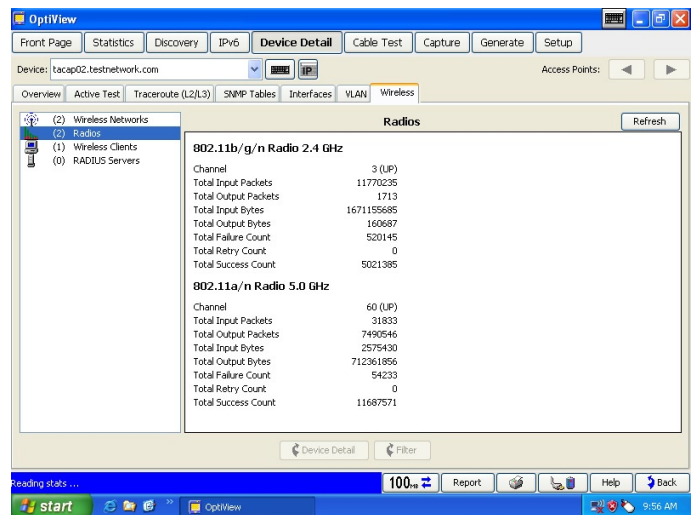 OptiView
Front Page Statistics Discovery IPv6 Device Detail Cable Test Capture Generate Setup
Device: tacap02.testnetwork.com IP Access Points:
Overview Active Test Traceroute (L2/L3) SNMP Tables Interfaces VLAN Wireless
(2) Wireless Networks
(2) Radios
(1) Wireless Clients
(0) RADIUS Servers
Radios Refresh
802.11b/g/n Radio 2.4 GHz
Channel 3 (UP)
Total Input Packets 11770235
Total Output Packets 1713
Total Input Bytes 1671155685
Total Output Bytes 160687
Total Failure Count 520145
Total Retry Count 0
Total Success Count 5021385
802.11a/n Radio 5.0 GHz
Channel 60 (UP)
Total Input Packets 31833
Total Output Packets 7490546
Total Input Bytes 2575430
Total Output Bytes 712361856
Total Failure Count 54233
Total Retry Count 0
Total Success Count 11687571
Device Detail Filter
Reading stats ... 100 Report Help Back
start OptiView 9:56 AM